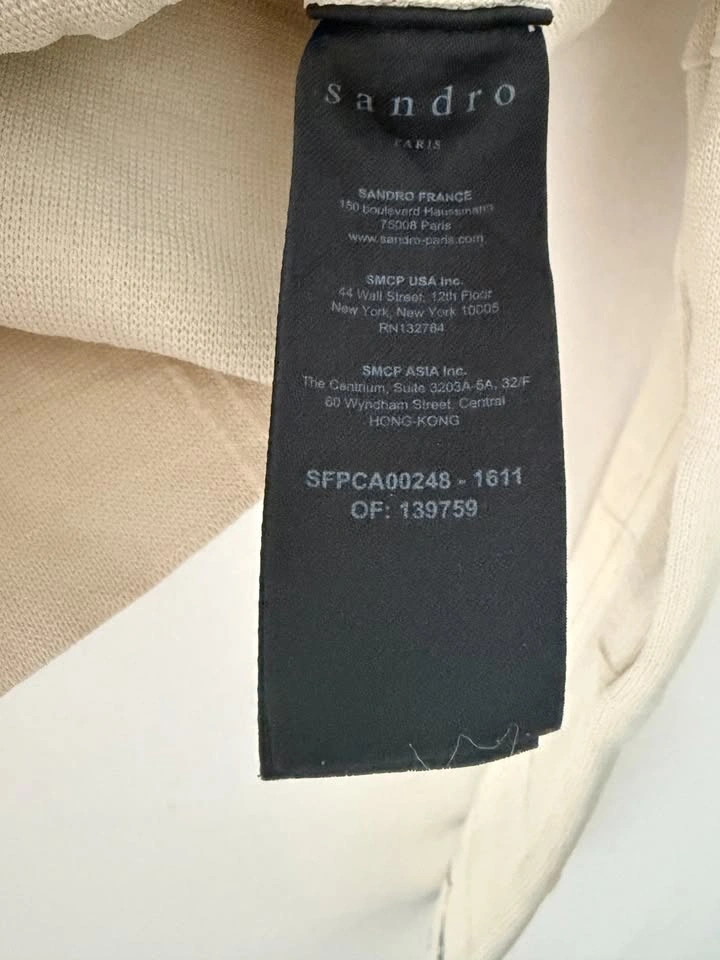 sandro
PARIS
SANDRO FRANCE
150 boulevard Haussmann
75008 Paris
www.sandro-paris.com
SMCP USA Inc.
44 Wall Street, 12th Floor
New York, New York 10005
RN132784
SMCP ASIA Inc.
The Centrium, Suite 3203A-5A, 32/F
60 Wyndham Street, Central
HONG-KONG
SFPCA00248 - 1611
OF: 139759